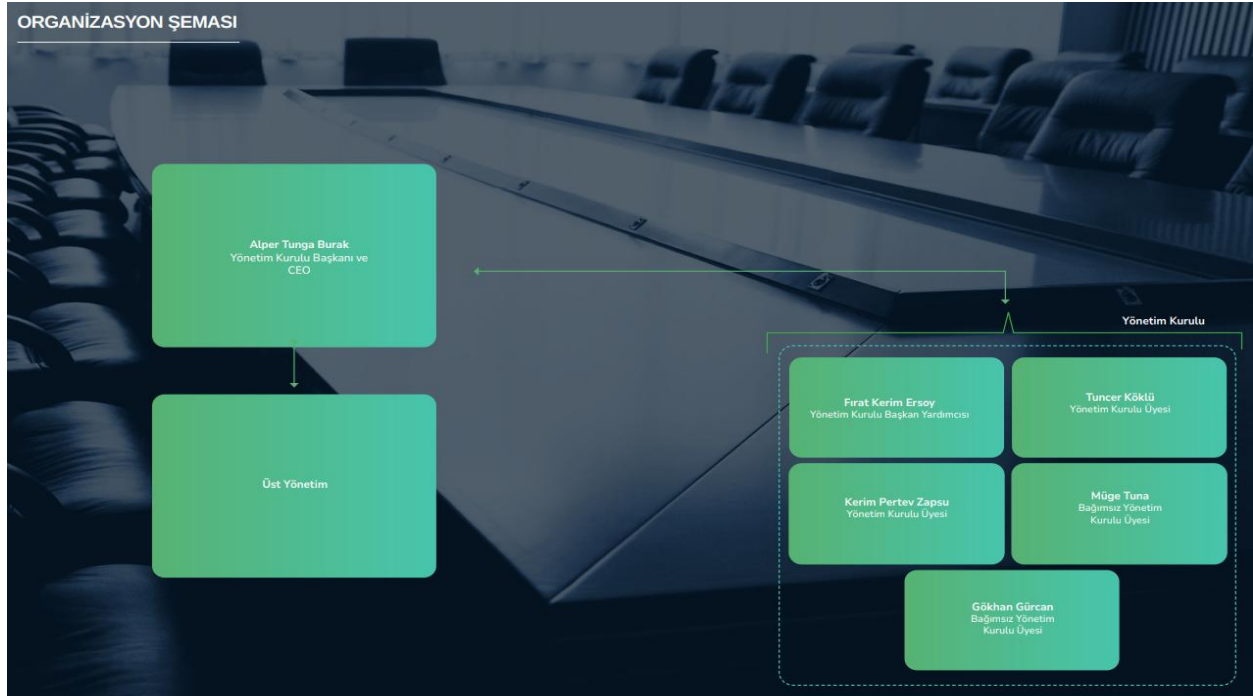 ORGANİZASYON ŞEMASI
Alper Tunga Burak
Yönetim Kurulu Başkanı ve
CEO
Üst Yönetim
Yönetim Kurulu
Fırat Kerim Ersoy
Yönetim Kurulu Başkan Yardımcısı
Tuncer Köklü
Yönetim Kurulu Üyesi
Kerim Pertev Zapsu
Yönetim Kurulu Üyesi
Müge Tuna
Bağımsız Yönetim
Kurulu Üyesi
Gökhan Gürcan
Bağımsız Yönetim
Kurulu Üyesi